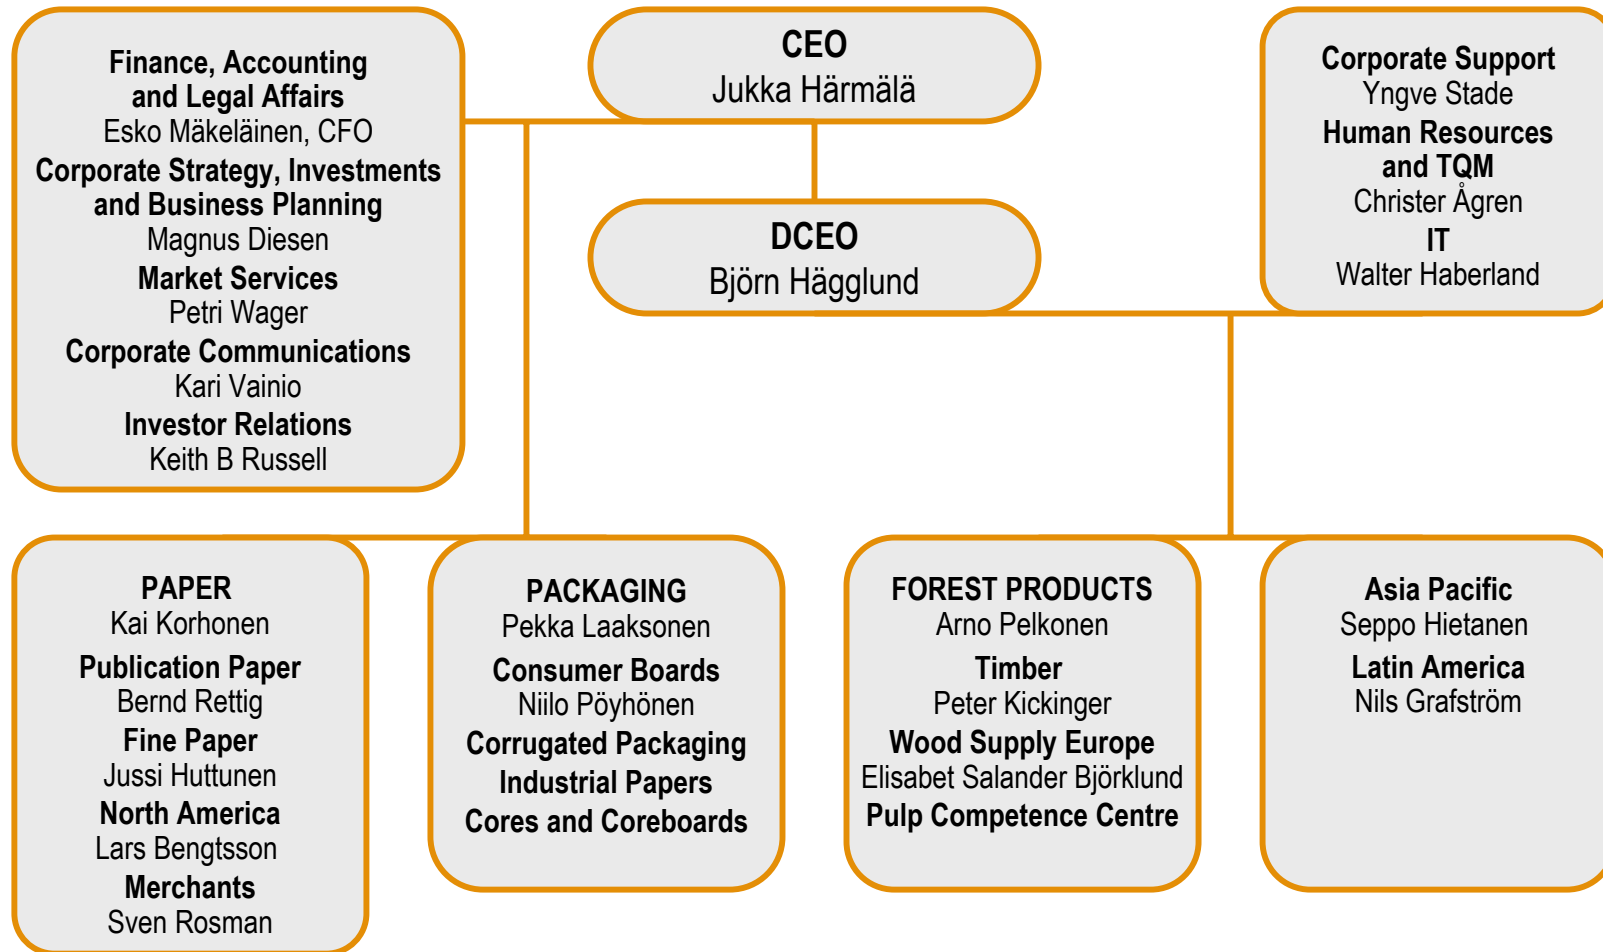 Finance, Accounting
and Legal Affairs
Esko Mäkeläinen, CFO
Corporate Strategy, Investments
and Business Planning
Magnus Diesen
Market Services
Petri Wager
Corporate Communications
Kari Vainio
Investor Relations
Keith B Russell
CEO
Jukka Härmälä
DCEO
Björn Hägglund
Corporate Support
Yngve Stade
Human Resources
and TQM
Christer Ågren
IT
Walter Haberland
PAPER
Kai Korhonen
Publication Paper
Bernd Rettig
Fine Paper
Jussi Huttunen
North America
Lars Bengtsson
Merchants
Sven Rosman
PACKAGING
Pekka Laaksonen
Consumer Boards
Niilo Pöyhönen
Corrugated Packaging
Industrial Papers
Cores and Coreboards
FOREST PRODUCTS
Arno Pelkonen
Timber
Peter Kickinger
Wood Supply Europe
Elisabet Salander Björklund
Pulp Competence Centre
Asia Pacific
Seppo Hietanen
Latin America
Nils Grafström